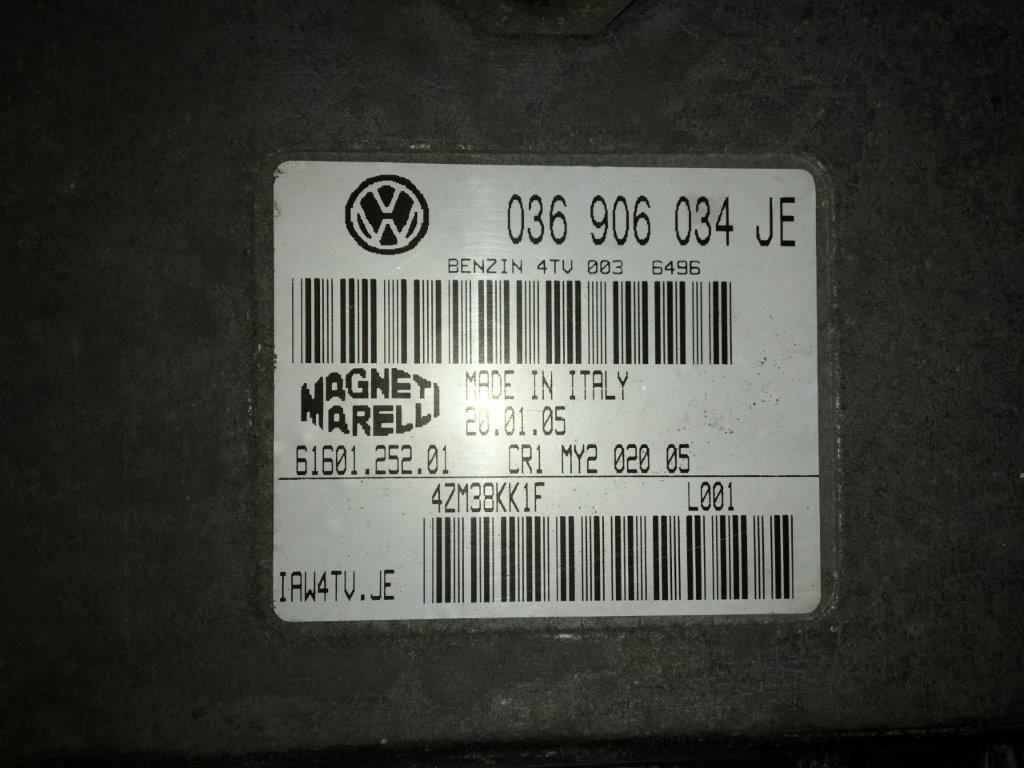 036 906 034 JE
BENZIN 4TV 003 6496
MAGNETI MARELLI
MADE IN ITALY
20.01.05
61601.252.01 CR1 MY2 020 05
4ZM38KK1F L001
IAW4TV.JE